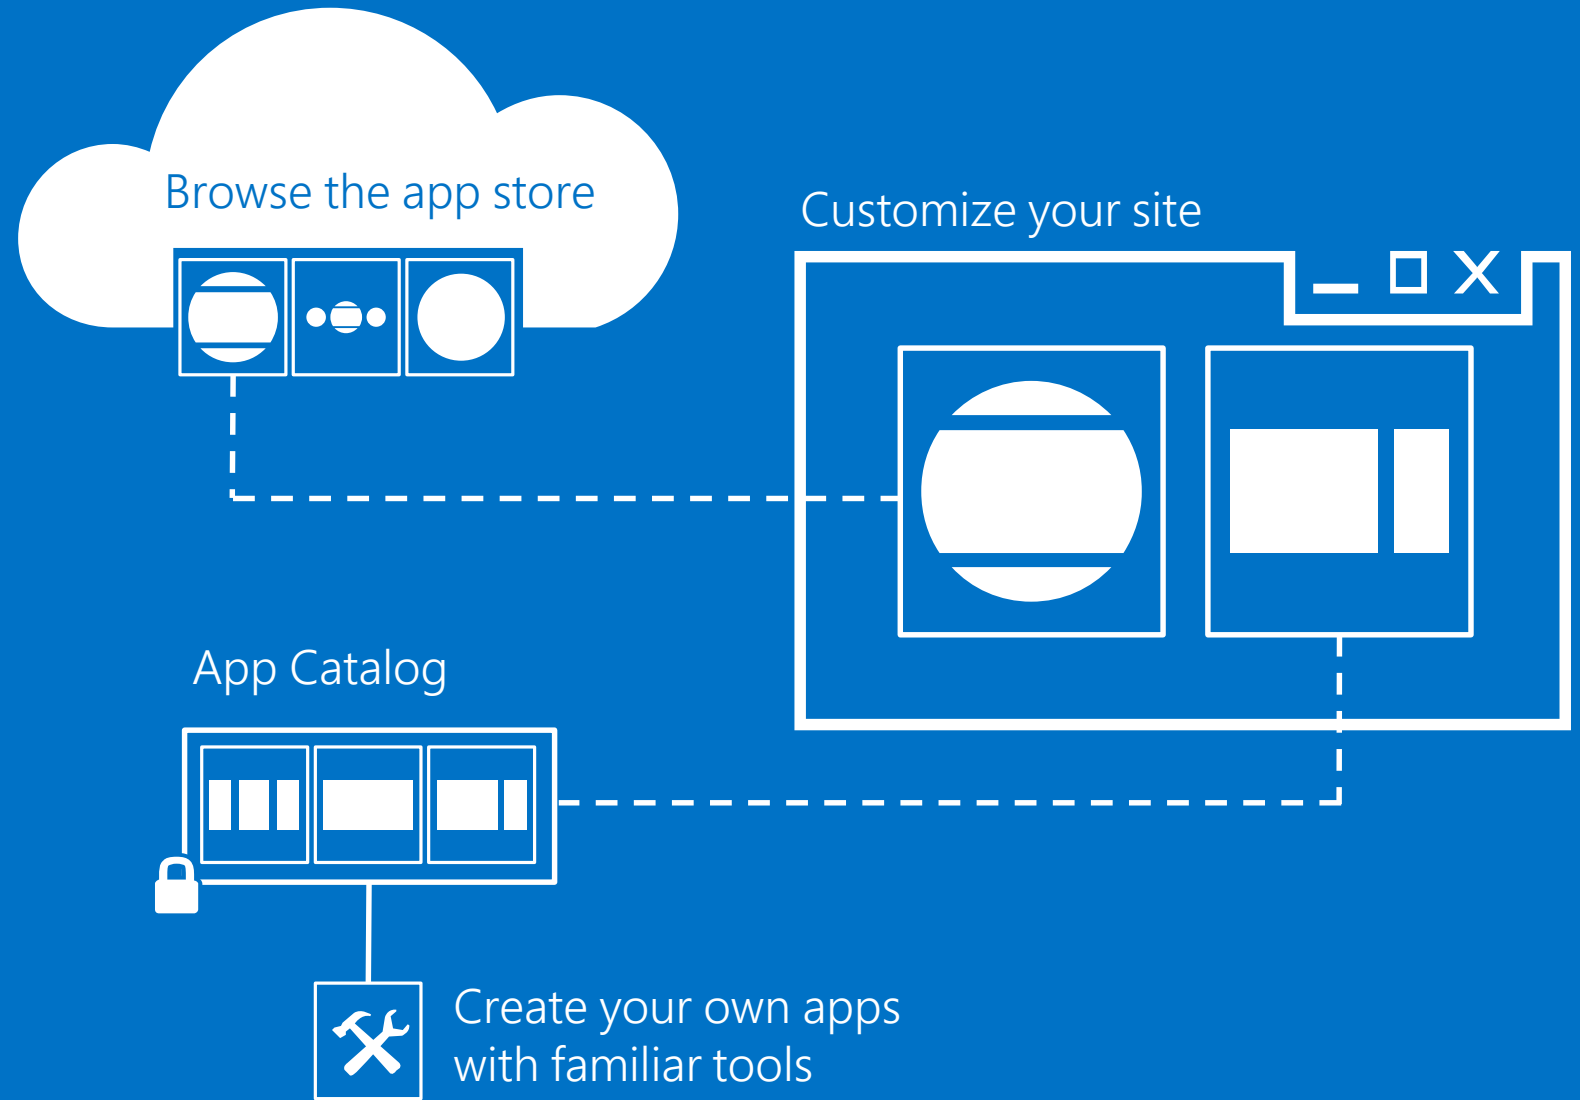 Browse the app store
Customize your site
App Catalog
Create your own apps
with familiar tools